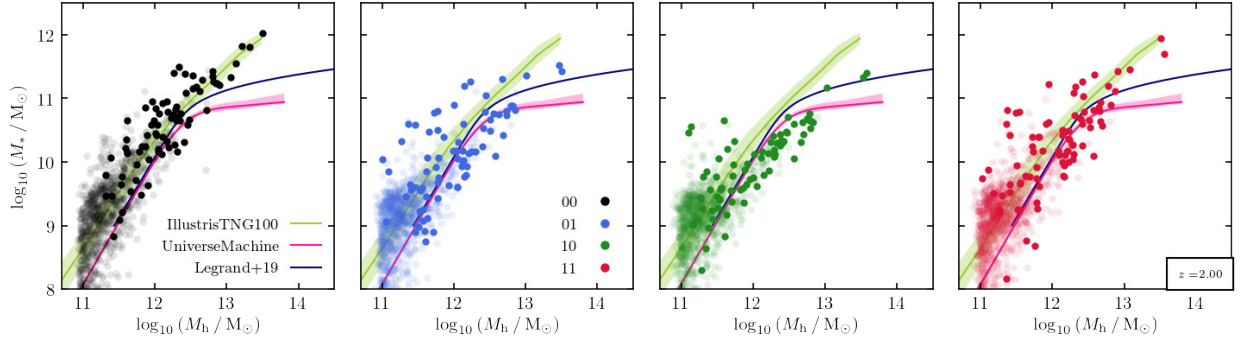 12
11
10
9
8
log₁₀ (M⋆ / M☉)
IllustrisTNG100
UniverseMachine
Legrand+19
00
01
10
11
z = 2.00
11 12 13 14
11 12 13 14
11 12 13 14
11 12 13 14
log₁₀ (Mₕ / M☉)
log₁₀ (Mₕ / M☉)
log₁₀ (Mₕ / M☉)
log₁₀ (Mₕ / M☉)